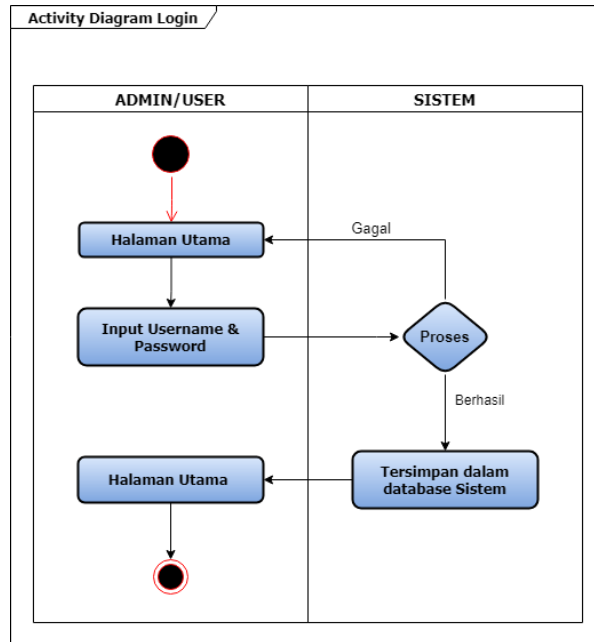 Activity Diagram Login
ADMIN/USER
SISTEM
Halaman Utama
Gagal
Input Username &
Password
Proses
Berhasil
Halaman Utama
Tersimpan dalam
database Sistem